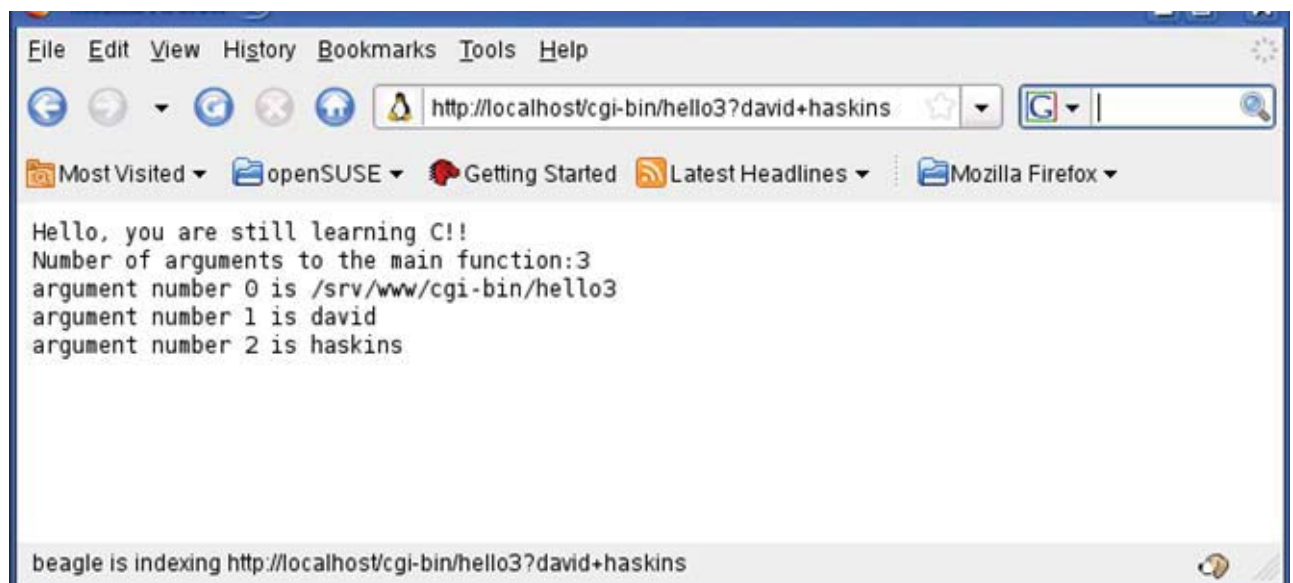 File Edit View History Bookmarks Tools Help
http://localhost/cgi-bin/hello3?david+haskins
G
Most Visited openSUSE Getting Started Latest Headlines Mozilla Firefox
Hello, you are still learning C!!
Number of arguments to the main function:3
argument number 0 is /srv/www/cgi-bin/hello3
argument number 1 is david
argument number 2 is haskins
beagle is indexing http://localhost/cgi-bin/hello3?david+haskins